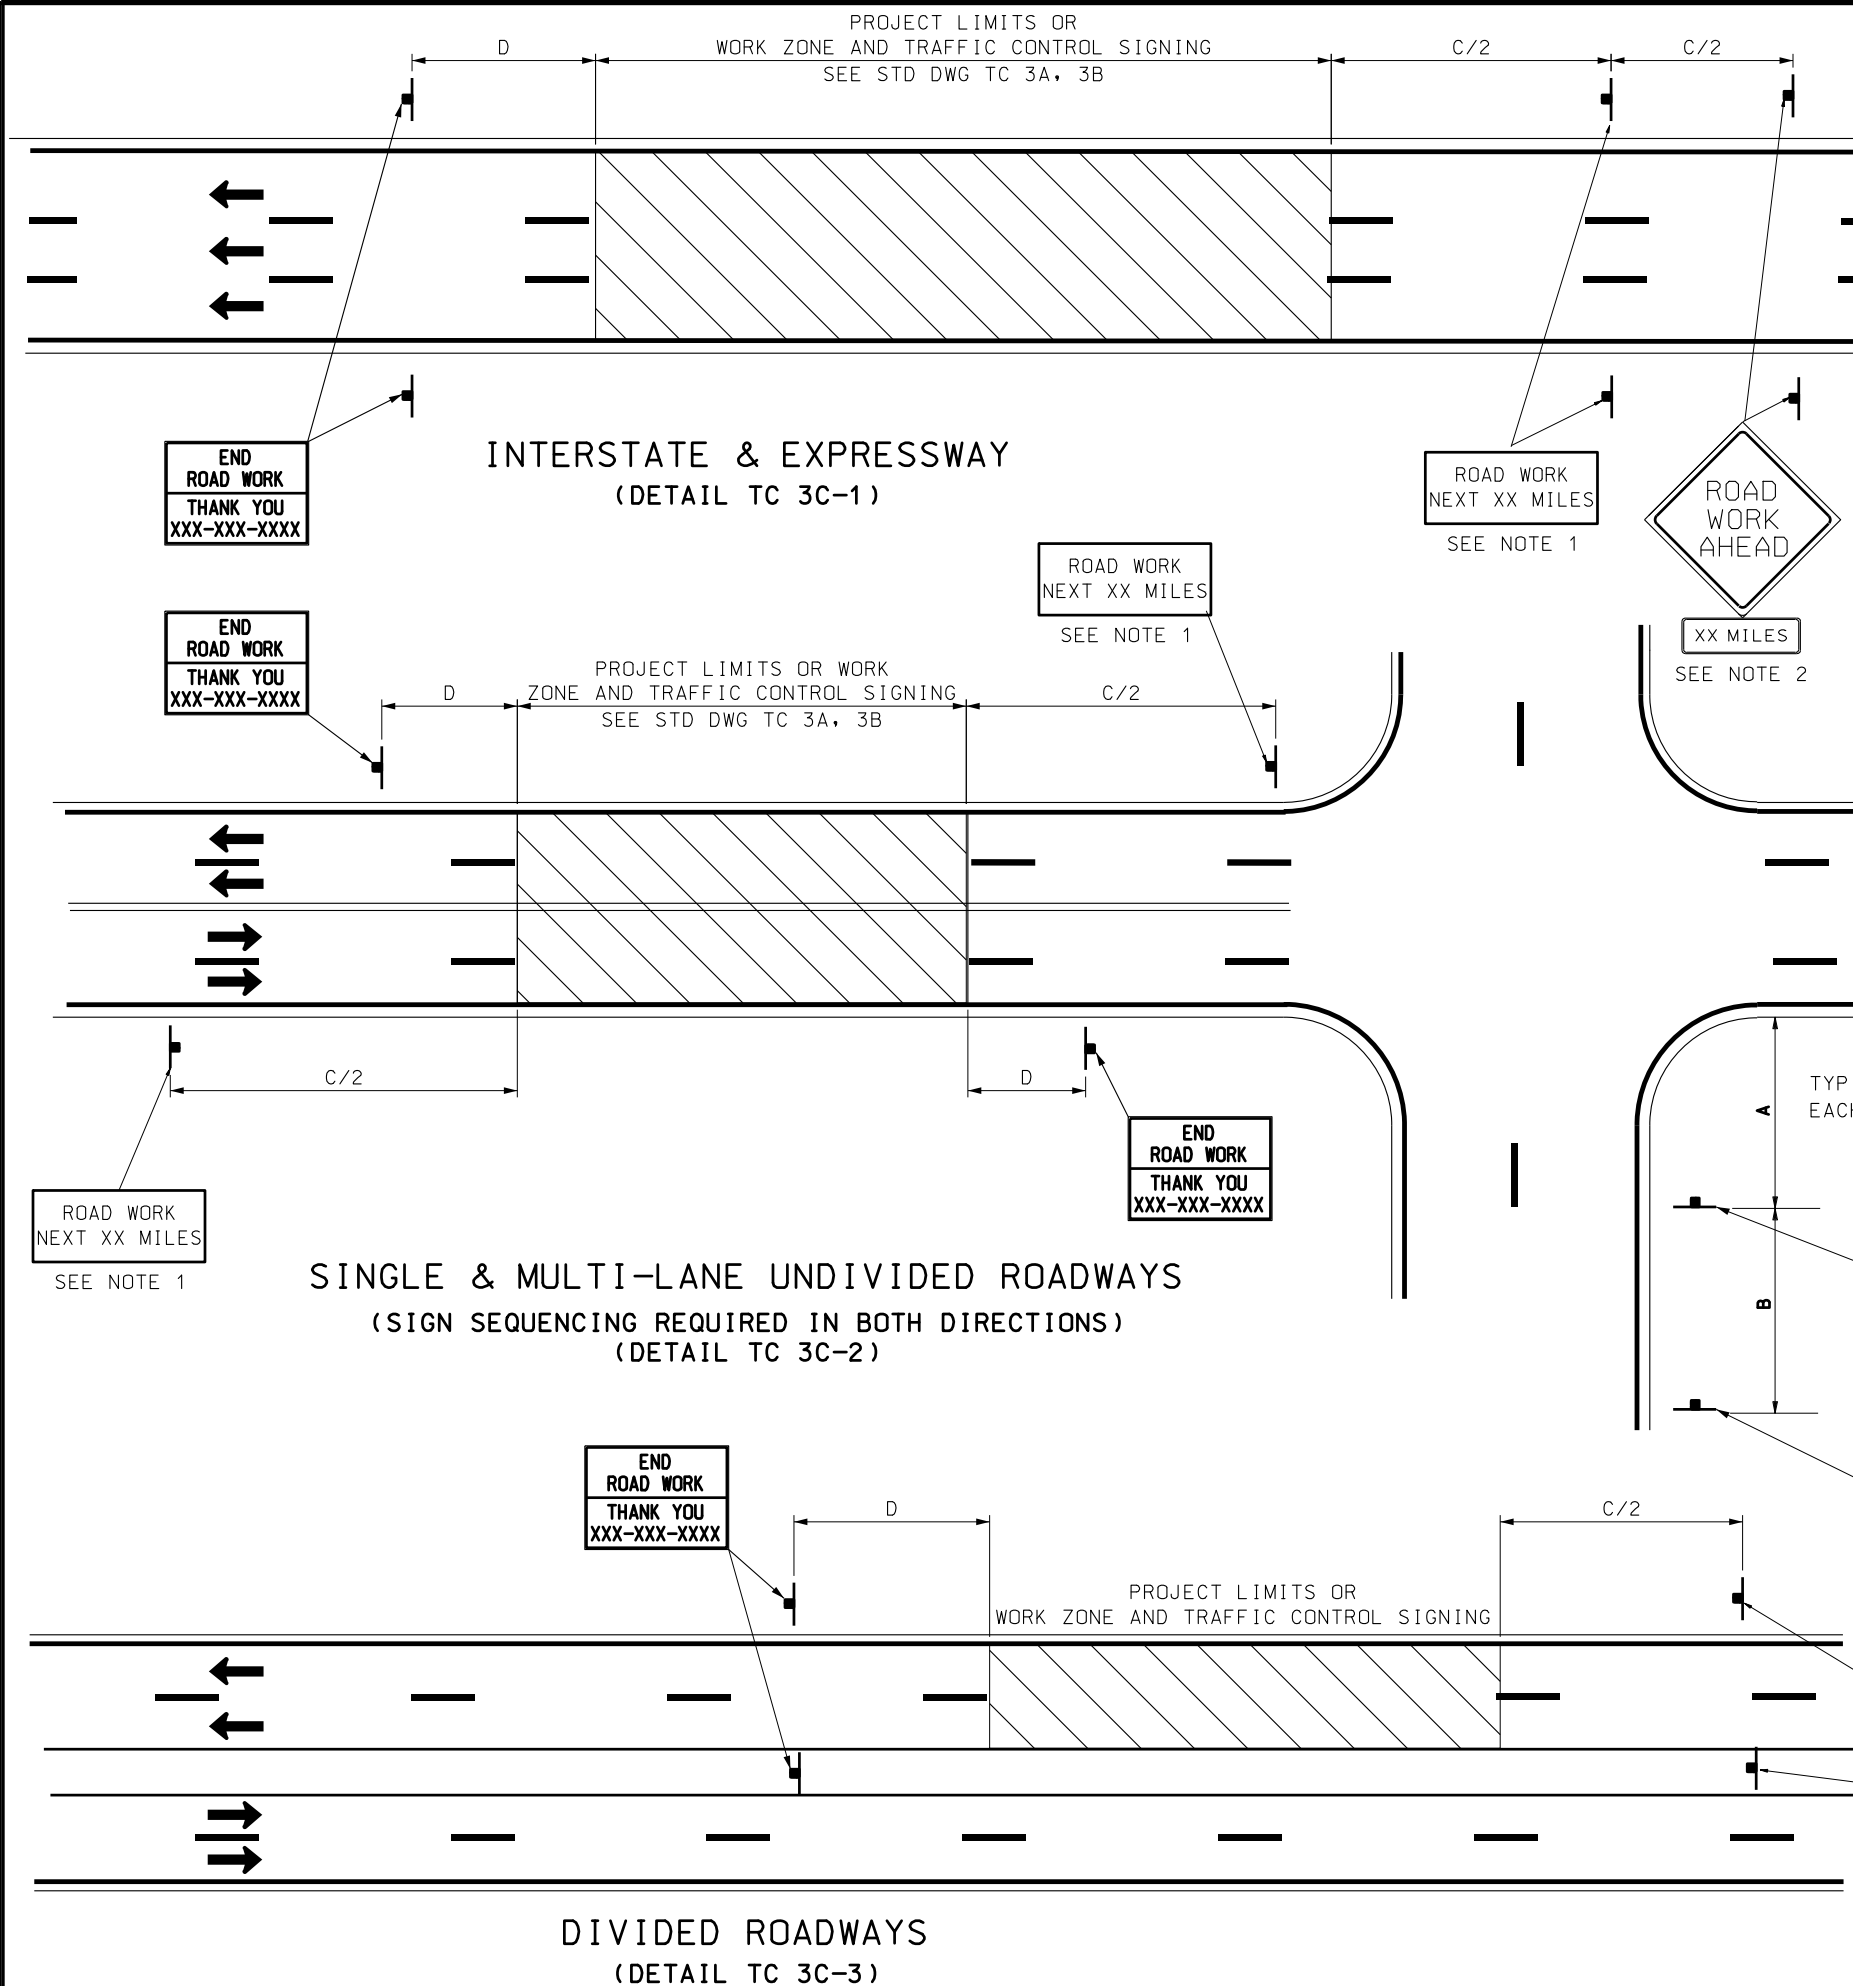 PROJECT LIMITS OR
D
WORK ZONE AND TRAFFIC CONTROL SIGNING
C/2
C/2
SEE STD DWG TC 3A, 3B
END
ROAD WORK
THANK YOU
XXX-XXX-XXXX
INTERSTATE & EXPRESSWAY
(DETAIL TC 3C-1)
ROAD WORK
NEXT XX MILES
SEE NOTE 1
ROAD
WORK
AHEAD
XX MILES
SEE NOTE 2
ROAD WORK
NEXT XX MILES
SEE NOTE 1
END
ROAD WORK
THANK YOU
XXX-XXX-XXXX
D
PROJECT LIMITS OR WORK
ZONE AND TRAFFIC CONTROL SIGNING
SEE STD DWG TC 3A, 3B
C/2
C/2
D
A
TYP
EACH
B
END
ROAD WORK
THANK YOU
XXX-XXX-XXXX
ROAD WORK
NEXT XX MILES
SEE NOTE 1
SINGLE & MULTI-LANE UNDIVIDED ROADWAYS
(SIGN SEQUENCING REQUIRED IN BOTH DIRECTIONS)
(DETAIL TC 3C-2)
END
ROAD WORK
THANK YOU
XXX-XXX-XXXX
D
C/2
PROJECT LIMITS OR
WORK ZONE AND TRAFFIC CONTROL SIGNING
DIVIDED ROADWAYS
(DETAIL TC 3C-3)